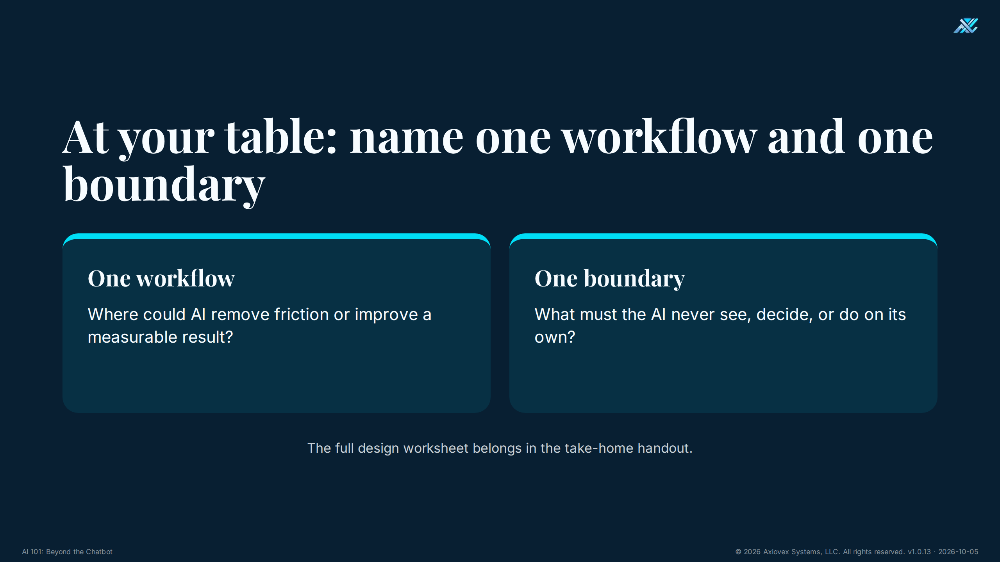 At your table: name one workflow and one
boundary
One workflow
Where could AI remove friction or improve a
measurable result?
One boundary
What must the AI never see, decide, or do on its
own?
The full design worksheet belongs in the take-home handout.
AI 101: Beyond the Chatbot
© 2026 Axiovex Systems, LLC. All rights reserved. v1.0.13 · 2026-10-05